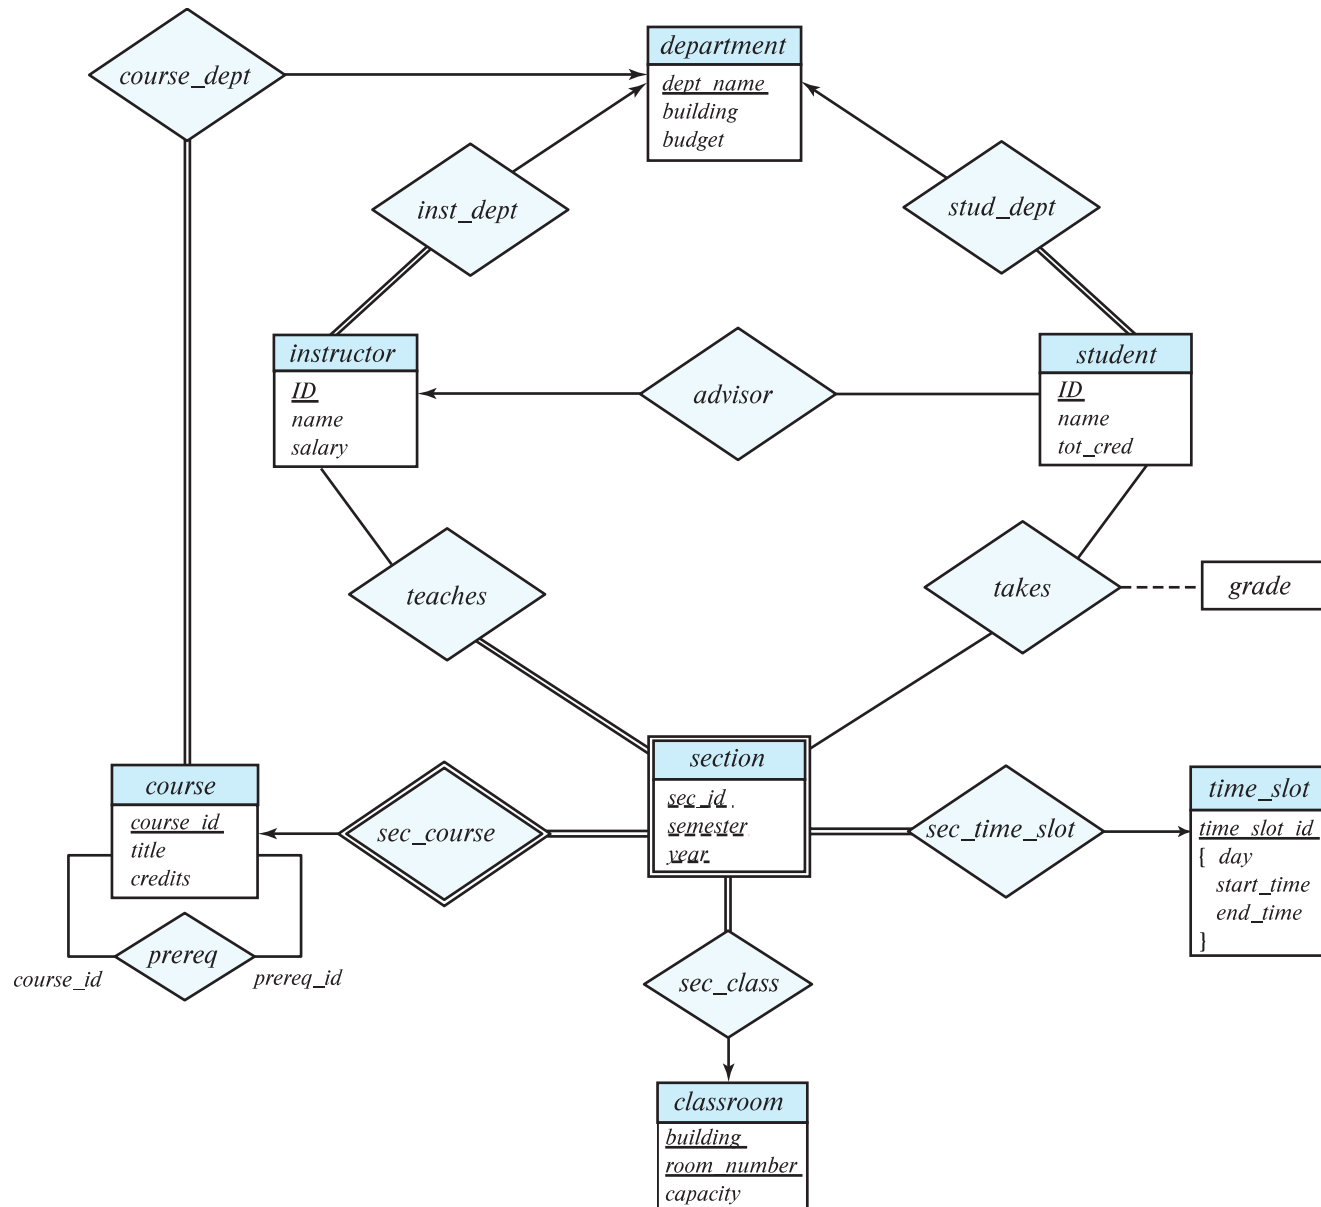 department
course_dept
dept_name
building
budget
inst_dept
stud_dept
instructor
ID
name
salary
advisor
student
ID
name
tot_cred
teaches
takes
grade
section
sec_id
semester
year
course
course_id
title
credits
sec_course
sec_time_slot
time_slot
time_slot_id
{ day
start_time
end_time
}
prereq
course_id
prereq_id
sec_class
classroom
building
room_number
capacity